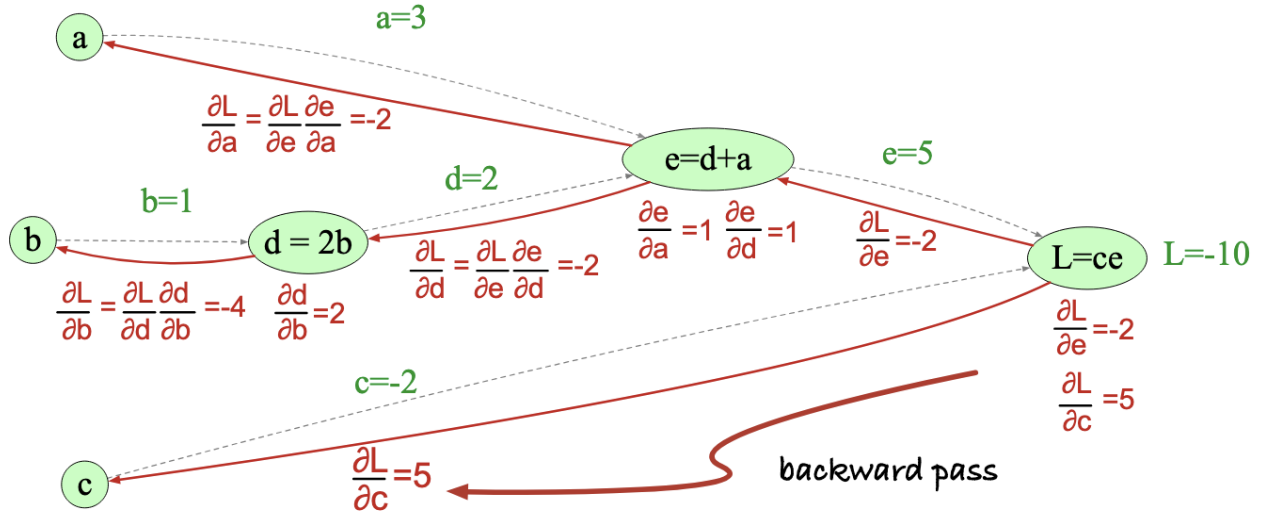 a=3
a
∂L/∂a = ∂L/∂e ∂e/∂a =-2
e=d+a
e=5
d=2
b=1
b
d = 2b
∂e/∂a =1 ∂e/∂d =1
∂L/∂e =-2
L=ce
L=-10
∂L/∂d = ∂L/∂e ∂e/∂d =-2
∂L/∂b = ∂L/∂d ∂d/∂b =-4
∂d/∂b =2
∂L/∂e =-2
c=-2
∂L/∂c =5
c
∂L/∂c =5
backward pass